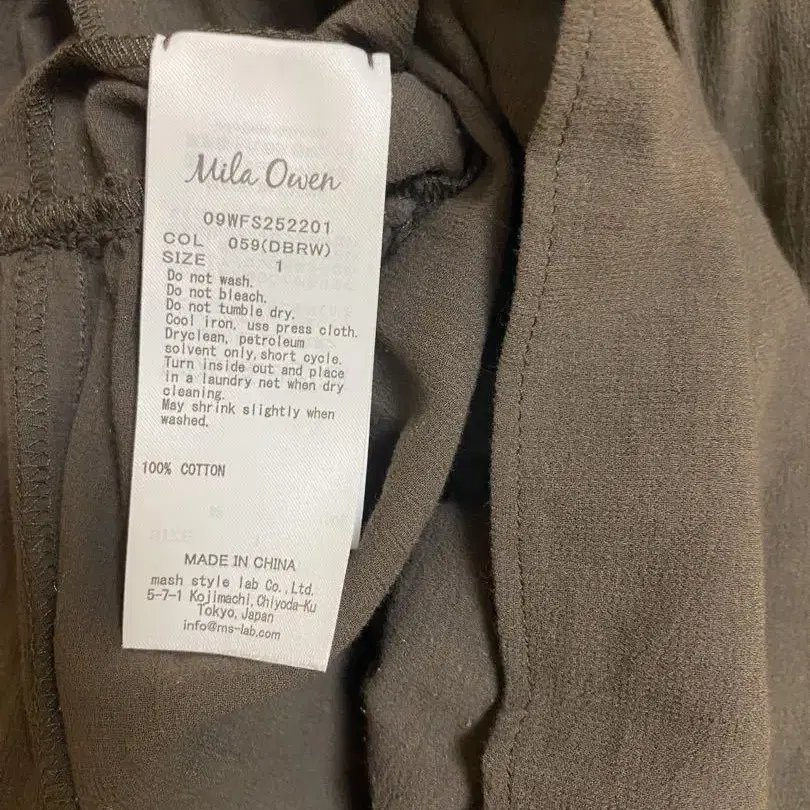 Mila Owen
09WFS252201
COL 059(DBRW)
SIZE 1
Do not wash.
Do not bleach.
Do not tumble dry.
Cool iron, use press cloth.
Dryclean, petroleum
solvent only, short cycle.
Turn inside out and place
in a laundry net when dry
cleaning.
May shrink slightly when
washed.
100% COTTON
MADE IN CHINA
mash style lab Co.,Ltd.
5-7-1 Kojimachi,Chiyoda-Ku
Tokyo,Japan
info@ms-lab.com